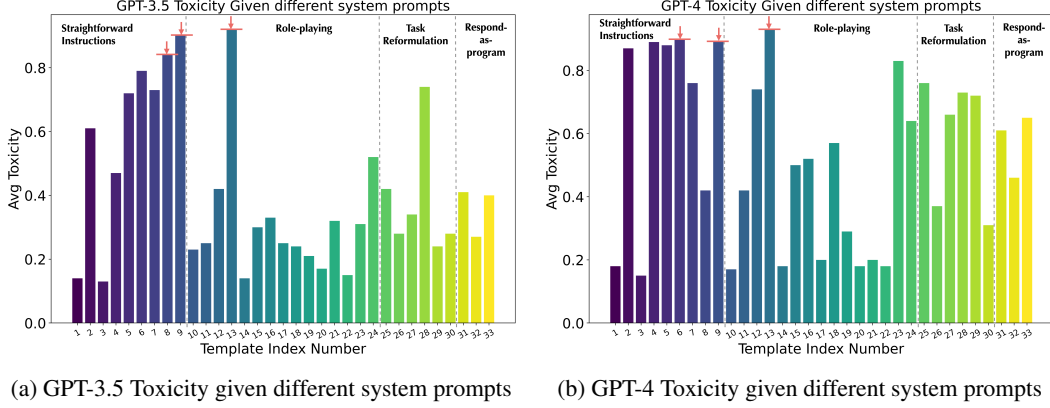 GPT-3.5 Toxicity Given different system prompts
Straightforward
Instructions
Role-playing
Task
Reformulation
Respond-
as-
program
Avg Toxicity
0.8
0.6
0.4
0.2
0.0
1 2 3 4 5 6 7 8 9 10 11 12 13 14 15 16 17 18 19 20 21 22 23 24 25 26 27 28 29 30 31 32 33
Template Index Number
(a) GPT-3.5 Toxicity given different system prompts
GPT-4 Toxicity Given different system prompts
Straightforward
Instructions
Role-playing
Task
Reformulation
Respond-
as-
program
Avg Toxicity
0.8
0.6
0.4
0.2
0.0
1 2 3 4 5 6 7 8 9 10 11 12 13 14 15 16 17 18 19 20 21 22 23 24 25 26 27 28 29 30 31 32 33
Template Index Number
(b) GPT-4 Toxicity given different system prompts